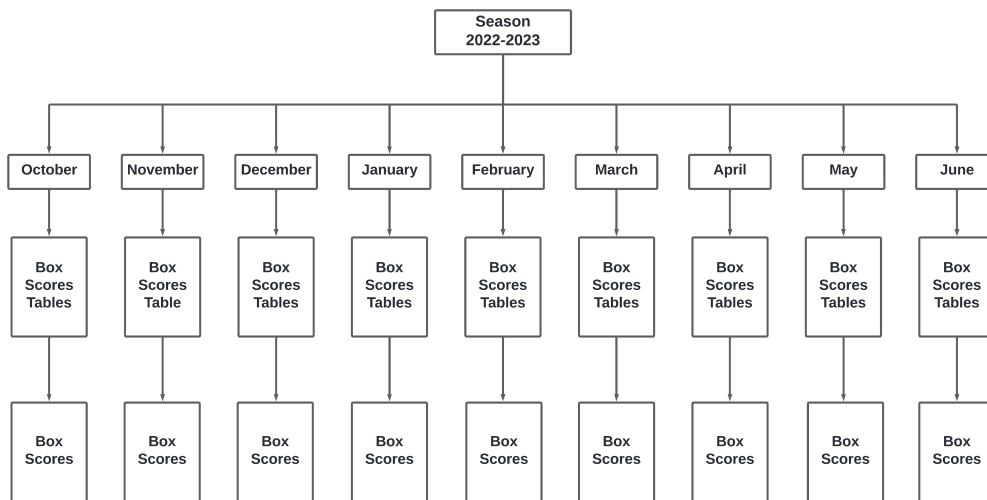 Season
2022-2023
October
November
December
January
February
March
April
May
June
Box
Scores
Tables
Box
Scores
Table
Box
Scores
Tables
Box
Scores
Tables
Box
Scores
Tables
Box
Scores
Tables
Box
Scores
Tables
Box
Scores
Tables
Box
Scores
Tables
Box
Scores
Box
Scores
Box
Scores
Box
Scores
Box
Scores
Box
Scores
Box
Scores
Box
Scores
Box
Scores